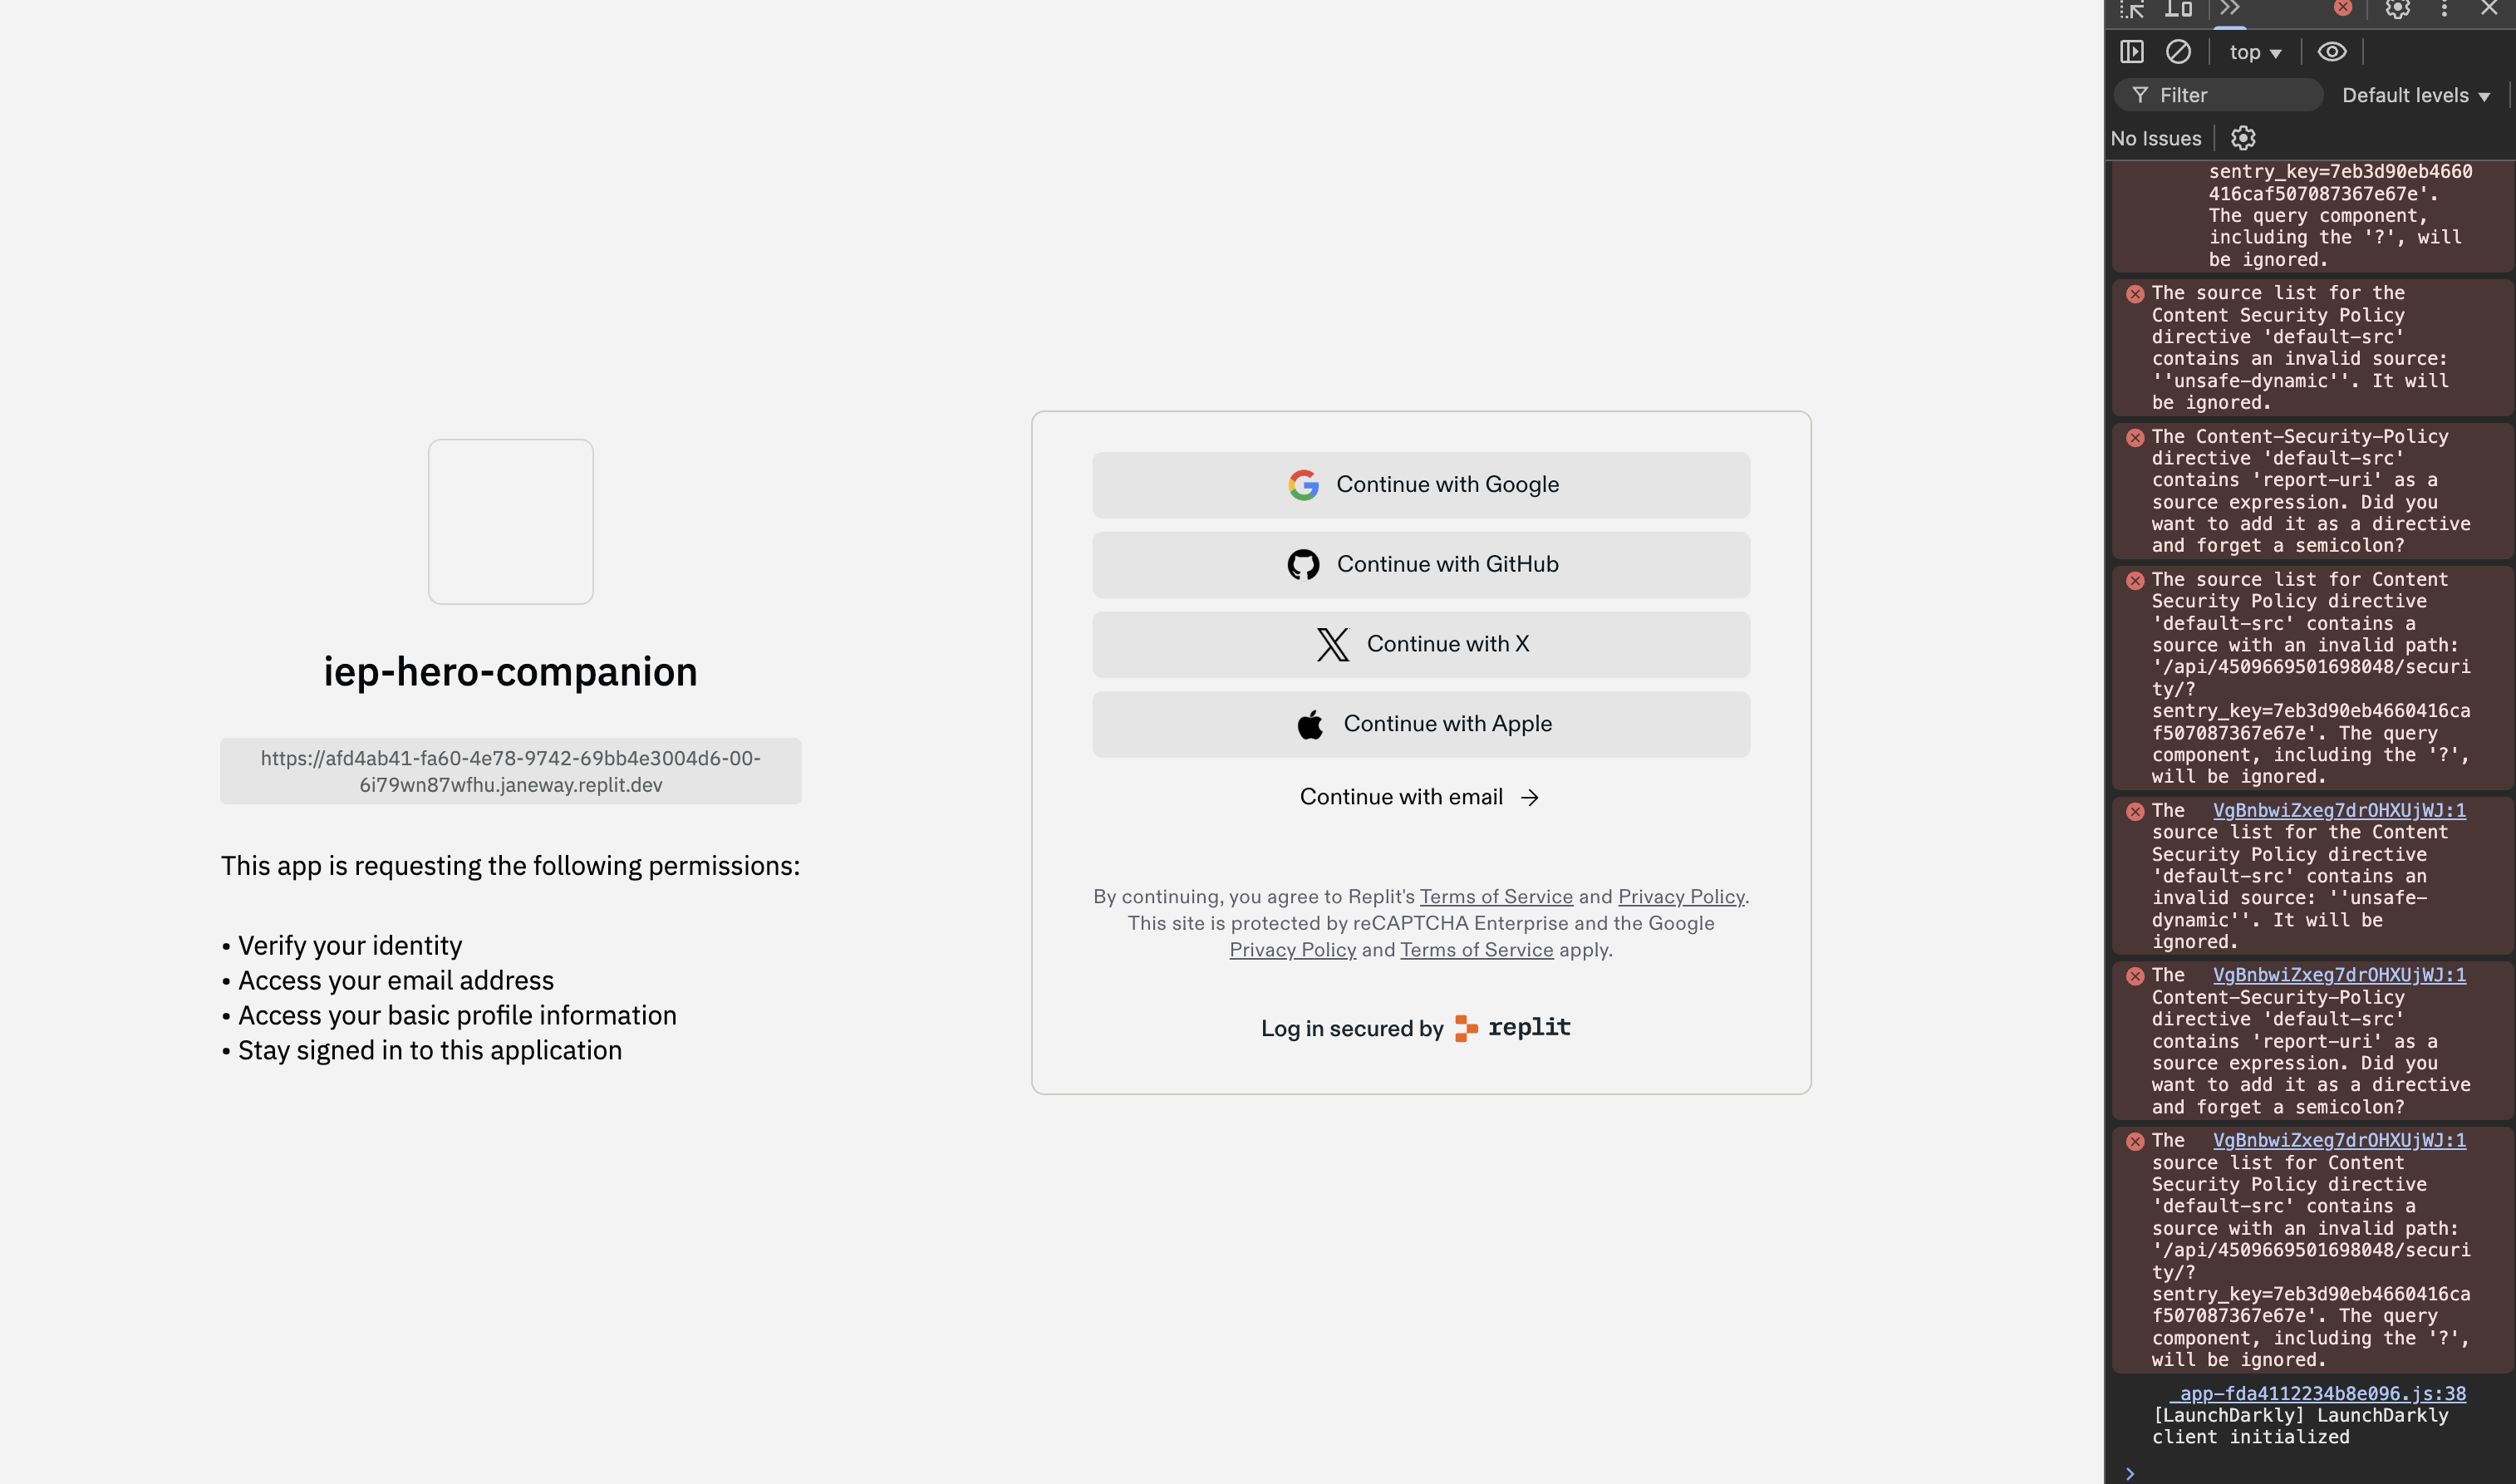 iep-hero-companion
https://afd4ab41-fa60-4e78-9742-69bb4e3004d6-00-
6i79wn87wfhu.janeway.replit.dev
This app is requesting the following permissions:
• Verify your identity
• Access your email address
• Access your basic profile information
• Stay signed in to this application
Continue with Google
Continue with GitHub
Continue with X
Continue with Apple
Continue with email →
By continuing, you agree to Replit's Terms of Service and Privacy Policy.
This site is protected by reCAPTCHA Enterprise and the Google
Privacy Policy and Terms of Service apply.
Log in secured by replit
top
Filter
Default levels
No Issues
sentry_key=7eb3d90eb4660
416caf507087367e67e'.
The query component,
including the '?', will
be ignored.
The source list for the
Content Security Policy
directive 'default-src'
contains an invalid source:
''unsafe-dynamic''. It will
be ignored.
The Content-Security-Policy
directive 'default-src'
contains 'report-uri' as a
source expression. Did you
want to add it as a directive
and forget a semicolon?
The source list for Content
Security Policy directive
'default-src' contains a
source with an invalid path:
'/api/4509669501698048/securi
ty/?
sentry_key=7eb3d90eb4660416ca
f507087367e67e'. The query
component, including the '?',
will be ignored.
The VgBnbwiZxeg7drOHXUjWJ:1
source list for the Content
Security Policy directive
'default-src' contains an
invalid source: ''unsafe-
dynamic''. It will be
ignored.
The VgBnbwiZxeg7drOHXUjWJ:1
Content-Security-Policy
directive 'default-src'
contains 'report-uri' as a
source expression. Did you
want to add it as a directive
and forget a semicolon?
The VgBnbwiZxeg7drOHXUjWJ:1
source list for Content
Security Policy directive
'default-src' contains a
source with an invalid path:
'/api/4509669501698048/securi
ty/?
sentry_key=7eb3d90eb4660416ca
f507087367e67e'. The query
component, including the '?',
will be ignored.
_app-fda4112234b8e096.js:38
[LaunchDarkly] LaunchDarkly
client initialized